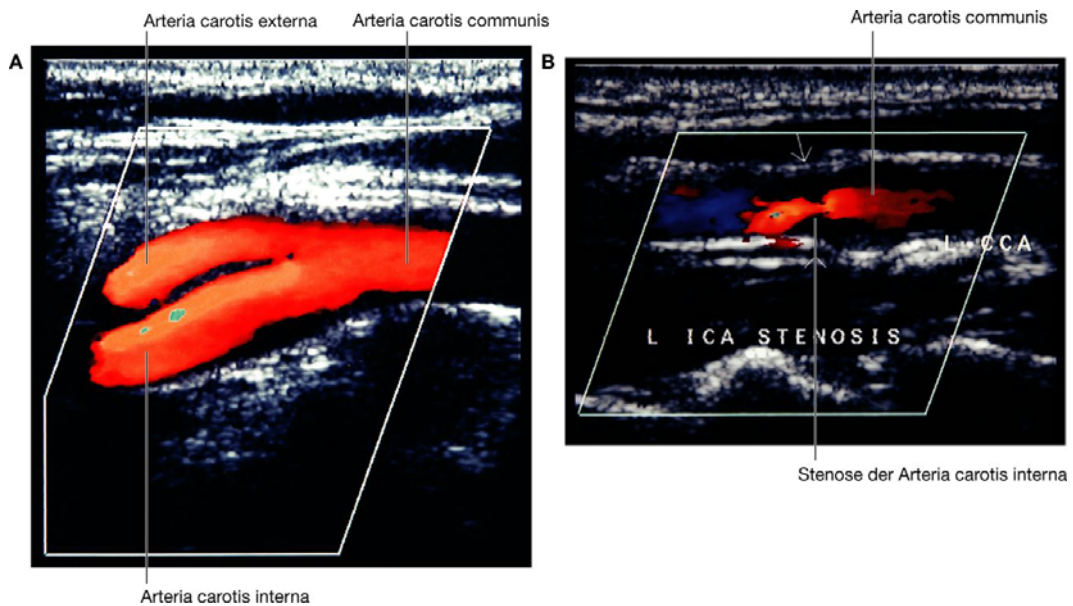 Arteria carotis externa
Arteria carotis communis
A
Arteria carotis interna
Arteria carotis communis
B
L CCA
L ICA STENOSIS
Stenose der Arteria carotis interna